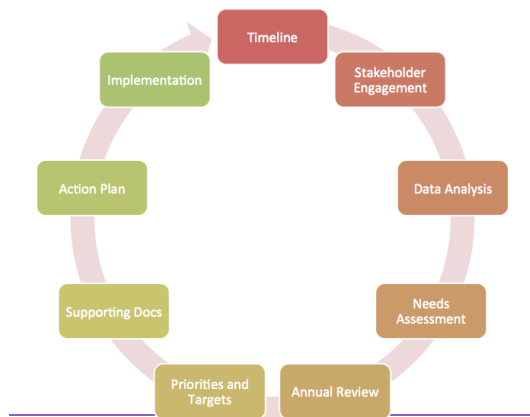 Timeline
Stakeholder
Engagement
Data Analysis
Needs
Assessment
Annual Review
Priorities and
Targets
Supporting Docs
Action Plan
Implementation